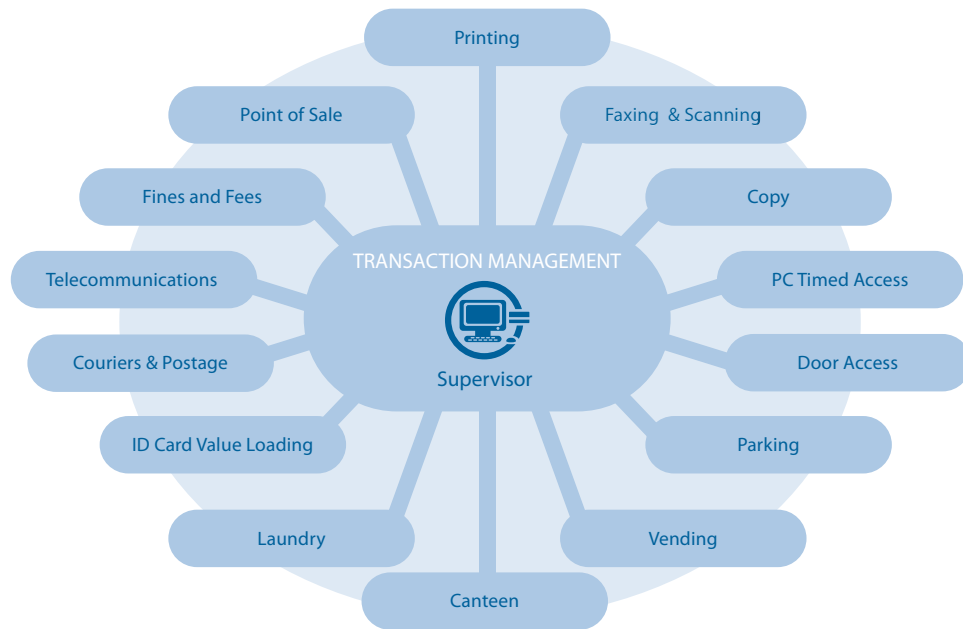 Printing
Point of Sale
Faxing & Scanning
Fines and Fees
Copy
TRANSACTION MANAGEMENT
Telecommunications
PC Timed Access
Couriers & Postage
Door Access
Supervisor
ID Card Value Loading
Parking
Laundry
Vending
Canteen